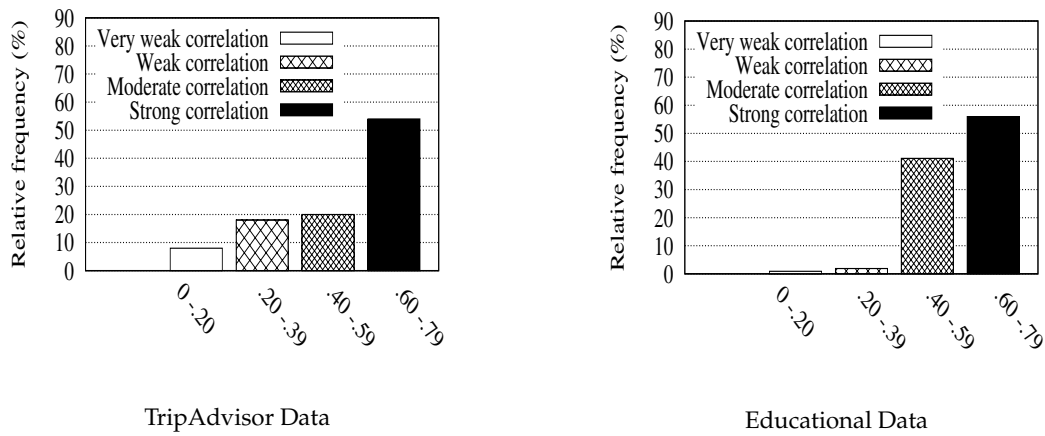 Relative frequency (%)
90
80
70
60
50
40
30
20
10
0
Very weak correlation
Weak correlation
Moderate correlation
Strong correlation
0 -.20
.20 -.39
.40 -.59
.60 -.79
TripAdvisor Data
Relative frequency (%)
90
80
70
60
50
40
30
20
10
0
Very weak correlation
Weak correlation
Moderate correlation
Strong correlation
0 -.20
.20 -.39
.40 -.59
.60 -.79
Educational Data